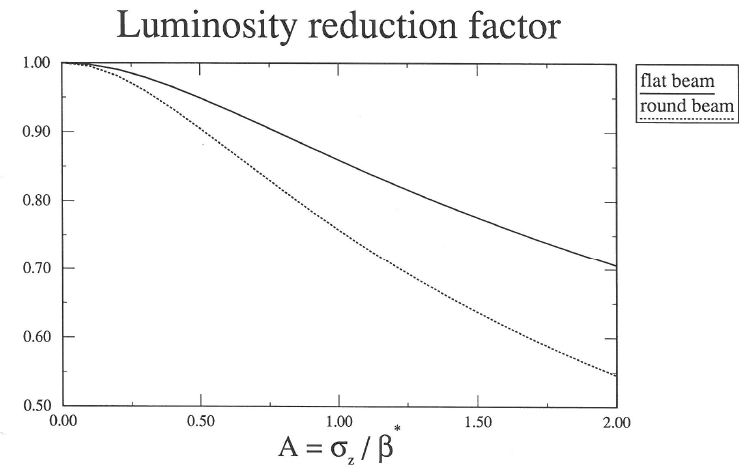 Luminosity reduction factor
1.00
0.90
0.80
0.70
0.60
0.50
0.00 0.50 1.00 1.50 2.00
A = σz / β*
flat beam
round beam